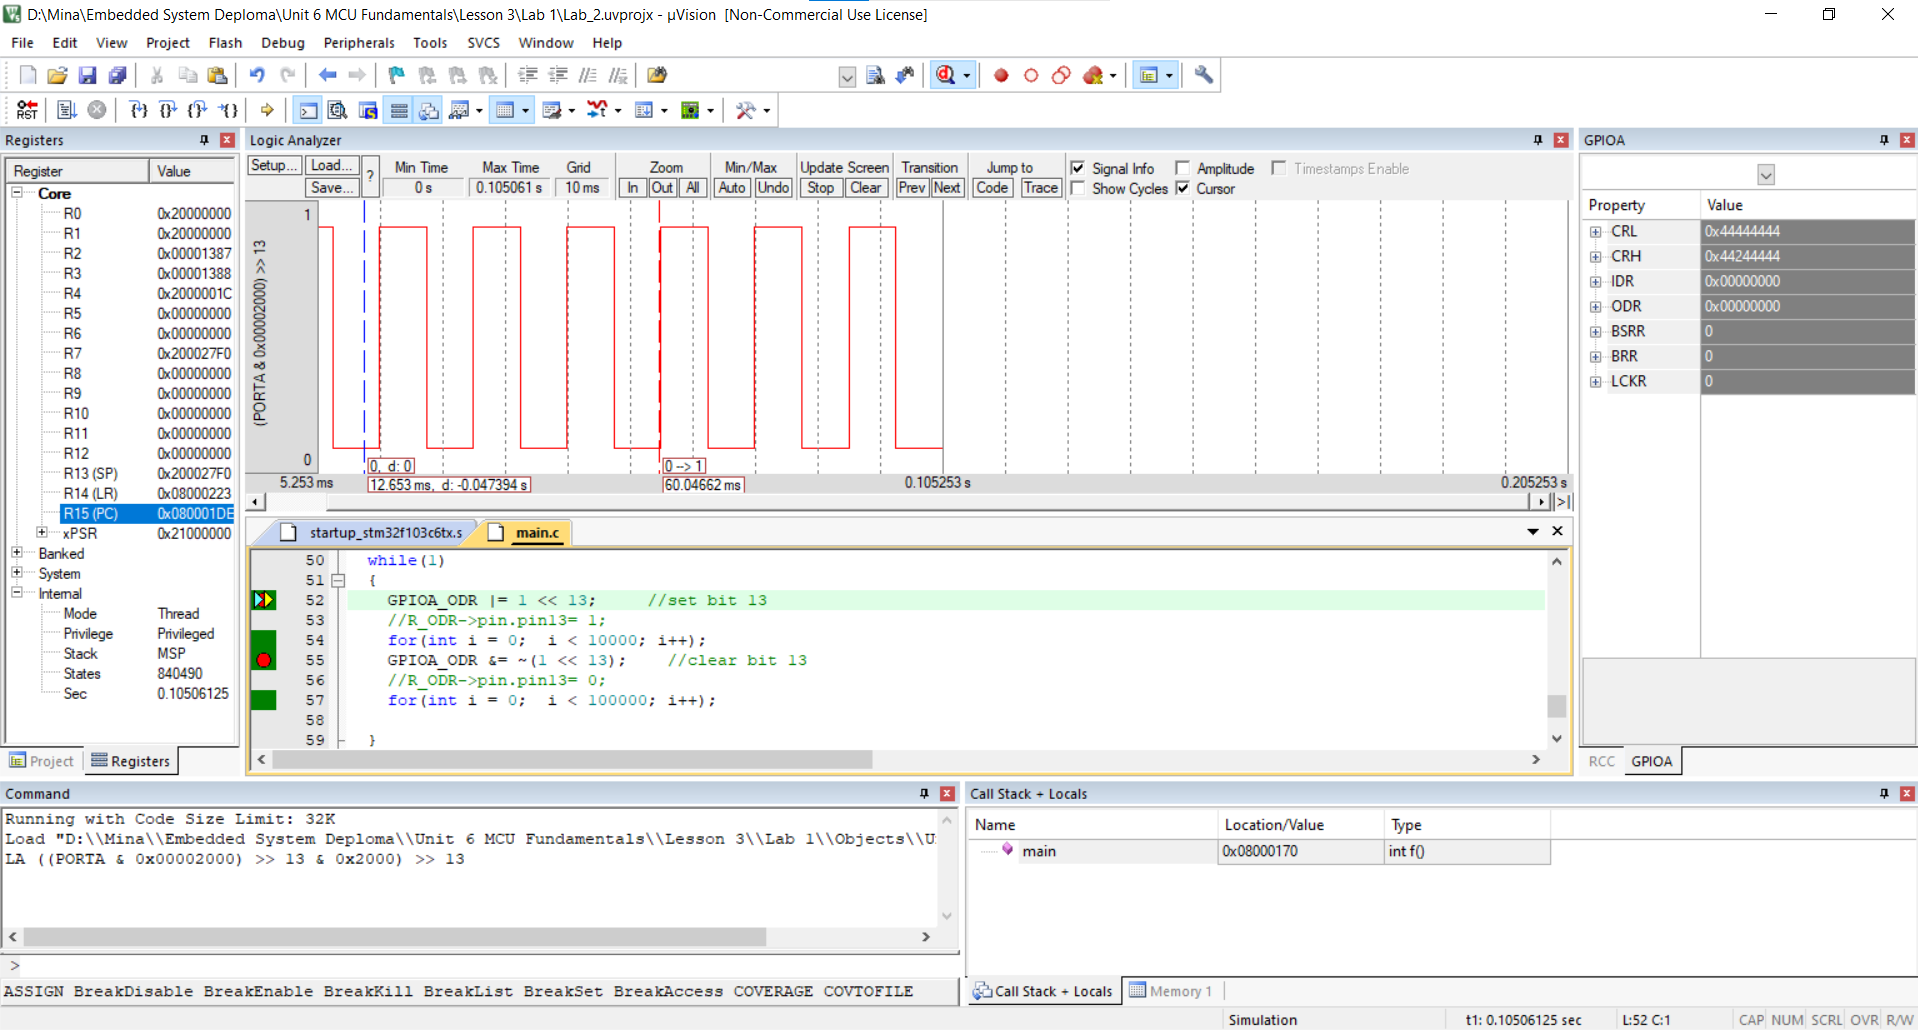 D:\Mina\Embedded System Deploma\Unit 6 MCU Fundamentals\Lesson 3\Lab 1\Lab_2.uvprojx - µVision  [Non-Commercial Use License]
File Edit View Project Flash Debug Peripherals Tools SVCS Window Help
RST
Registers
Register Value
Core
R0 0x20000000
R1 0x20000000
R2 0x00001387
R3 0x00001388
R4 0x2000001C
R5 0x00000000
R6 0x00000000
R7 0x200027F0
R8 0x00000000
R9 0x00000000
R10 0x00000000
R11 0x00000000
R12 0x00000000
R13 (SP) 0x200027F0
R14 (LR) 0x08000223
R15 (PC) 0x080001DE
xPSR 0x21000000
Banked
System
Internal
Mode Thread
Privilege Privileged
Stack MSP
States 840490
Sec 0.10506125
Project Registers
Logic Analyzer
Setup... Load... ? Min Time Max Time Grid Zoom Min/Max Update Screen Transition Jump to Signal Info Amplitude Timestamps Enable
Save... 0 s 0.105061 s 10 ms In Out All Auto Undo Stop Clear Prev Next Code Trace Show Cycles Cursor
1
(PORTA & 0x00002000) >> 13
0
0, d: 0 0 --> 1
5.253 ms 12.653 ms, d: -0.047394 s 60.04662 ms 0.105253 s 0.205253 s
startup_stm32f103c6tx.s main.c
50 while(1)
51 {
52 GPIOA_ODR |= 1 << 13; //set bit 13
53 //R_ODR->pin.pin13= 1;
54 for(int i = 0; i < 10000; i++);
55 GPIOA_ODR &= ~(1 << 13); //clear bit 13
56 //R_ODR->pin.pin13= 0;
57 for(int i = 0; i < 100000; i++);
58
59 }
GPIOA
Property Value
CRL 0x44444444
CRH 0x44244444
IDR 0x00000000
ODR 0x00000000
BSRR 0
BRR 0
LCKR 0
RCC GPIOA
Command
Running with Code Size Limit: 32K
Load "D:\\Mina\\Embedded System Deploma\\Unit 6 MCU Fundamentals\\Lesson 3\\Lab 1\\Objects\\U
LA ((PORTA & 0x00002000) >> 13 & 0x2000) >> 13
>
ASSIGN BreakDisable BreakEnable BreakKill BreakList BreakSet BreakAccess COVERAGE COVTOFILE
Call Stack + Locals
Name Location/Value Type
main 0x08000170 int f()
Call Stack + Locals Memory 1
Simulation t1: 0.10506125 sec L:52 C:1 CAP NUM SCRL OVR R/W